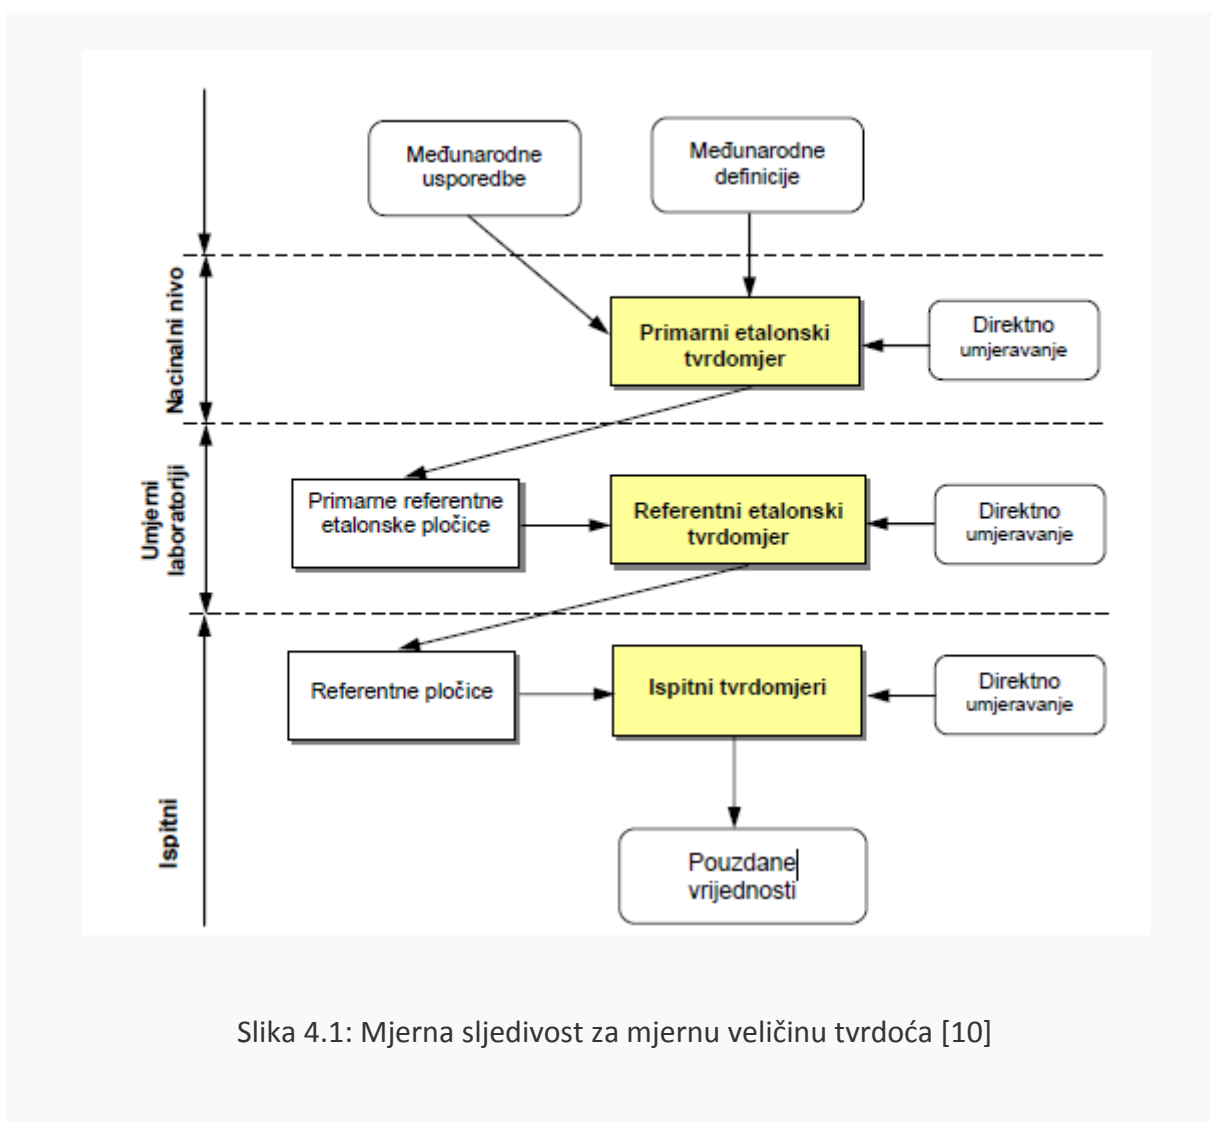 Međunarodne
usporedbe
Međunarodne
definicije
Nacinalni nivo
Primarni etalonski
tvrdomjer
Direktno
umjeravanje
Umjerni
laboratoriji
Primarne referentne
etalonske pločice
Referentni etalonski
tvrdomjer
Direktno
umjeravanje
Ispitni
Referentne pločice
Ispitni tvrdomjeri
Direktno
umjeravanje
Pouzdane
vrijednosti
Slika 4.1: Mjerna sljedivost za mjernu veličinu tvrdoća [10]